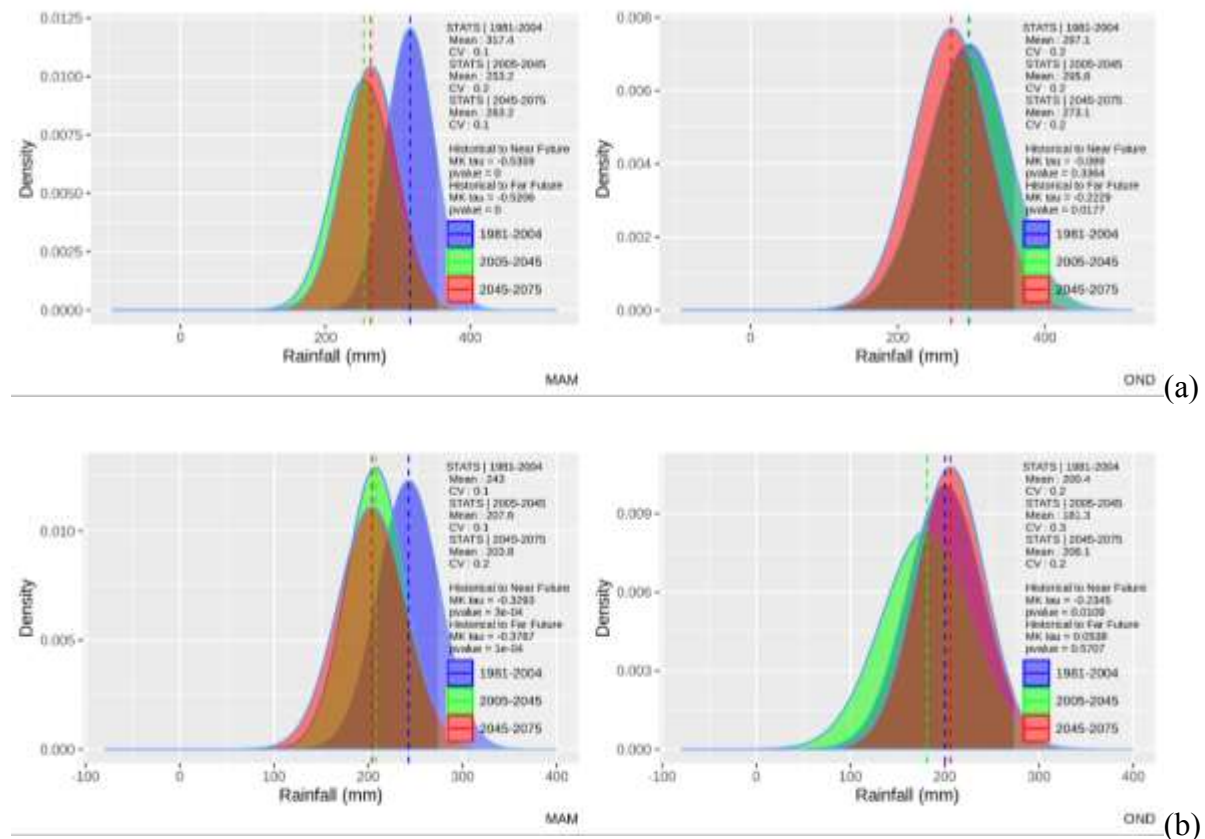 0.0125
0.0100
0.0075
0.0050
0.0025
0.0000
Density
0
200
400
Rainfall (mm)
MAM
STATS | 1981-2004
Mean : 317.4
CV : 0.1
STATS | 2005-2045
Mean : 253.2
CV : 0.2
STATS | 2045-2075
Mean : 263.2
CV : 0.1
Historical to Near Future
pvalue = 0
Historical to Far Future
pvalue = 0
1981-2004
2005-2045
2045-2075
0.008
0.006
0.004
0.002
0.000
Density
0
200
400
Rainfall (mm)
OND
STATS | 1981-2004
Mean : 297.1
CV : 0.2
STATS | 2005-2045
CV : 0.2
STATS | 2045-2075
Mean : 273.1
CV : 0.2
Historical to Near Future
MK tau = -0.089
pvalue = 0.3364
Historical to Far Future
MK tau = -0.2229
pvalue = 0.0177
1981-2004
2005-2045
2045-2075
(a)
0.010
0.005
0.000
Density
-100
0
100
200
300
400
Rainfall (mm)
MAM
STATS | 1981-2004
Mean : 243
CV : 0.1
STATS | 2005-2045
Mean : 207.6
CV : 0.1
STATS | 2045-2075
Mean : 203.8
CV : 0.2
Historical to Near Future
MK tau = -0.3293
pvalue = 3e-04
Historical to Far Future
MK tau = -0.3767
pvalue = 1e-04
1981-2004
2005-2045
2045-2075
0.009
0.006
0.003
0.000
Density
-100
0
100
200
300
400
Rainfall (mm)
OND
STATS | 1981-2004
Mean : 200.4
CV : 0.2
STATS | 2005-2045
Mean : 181.3
CV : 0.3
STATS | 2045-2075
Mean : 206.1
CV : 0.2
Historical to Near Future
MK tau = -0.2345
pvalue = 0.0109
Historical to Far Future
MK tau = 0.0538
pvalue = 0.5707
1981-2004
2005-2045
2045-2075
(b)